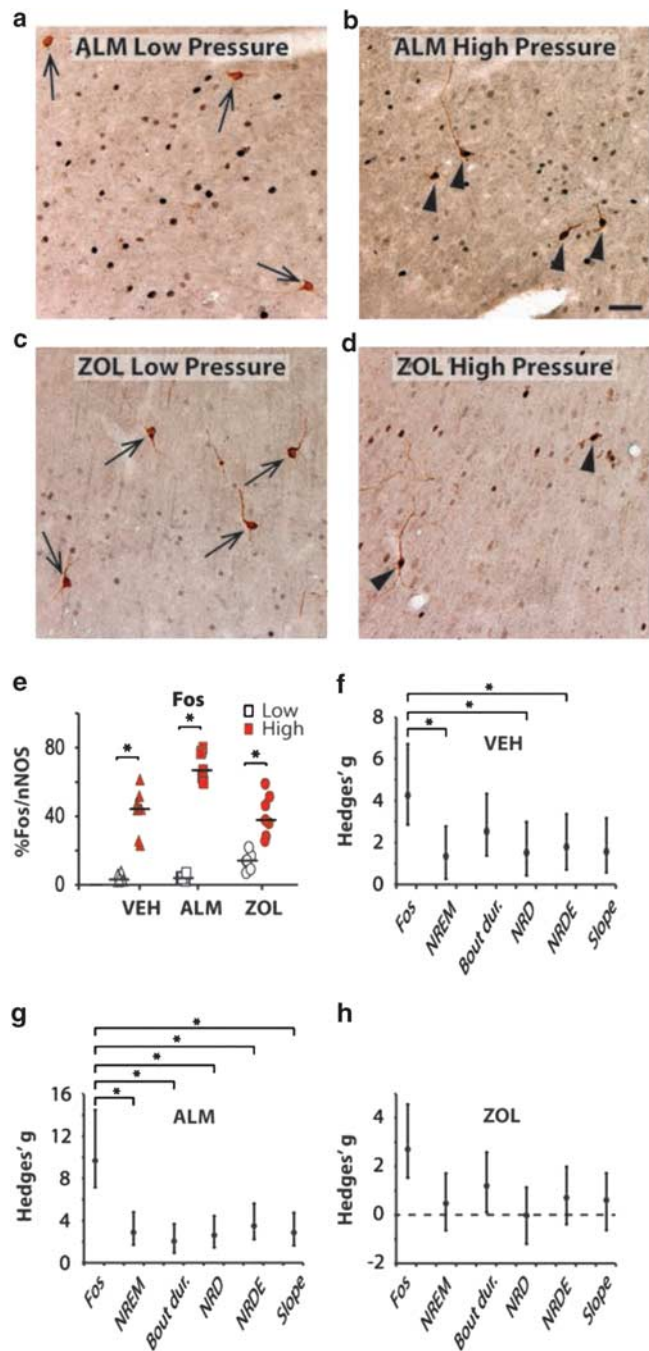 a
ALM Low Pressure
b
ALM High Pressure
c
ZOL Low Pressure
d
ZOL High Pressure
e
Fos
Low
High
%Fos/nNOS
80
40
0
*
*
*
VEH
ALM
ZOL
f
VEH
Hedges' g
8
6
4
2
0
*
*
*
Fos
NREM
Bout dur.
NRD
NRDE
Slope
g
ALM
Hedges' g
16
12
8
4
0
*
*
*
*
*
Fos
NREM
Bout dur.
NRD
NRDE
Slope
h
ZOL
Hedges' g
4
2
0
-2
Fos
NREM
Bout dur.
NRD
NRDE
Slope